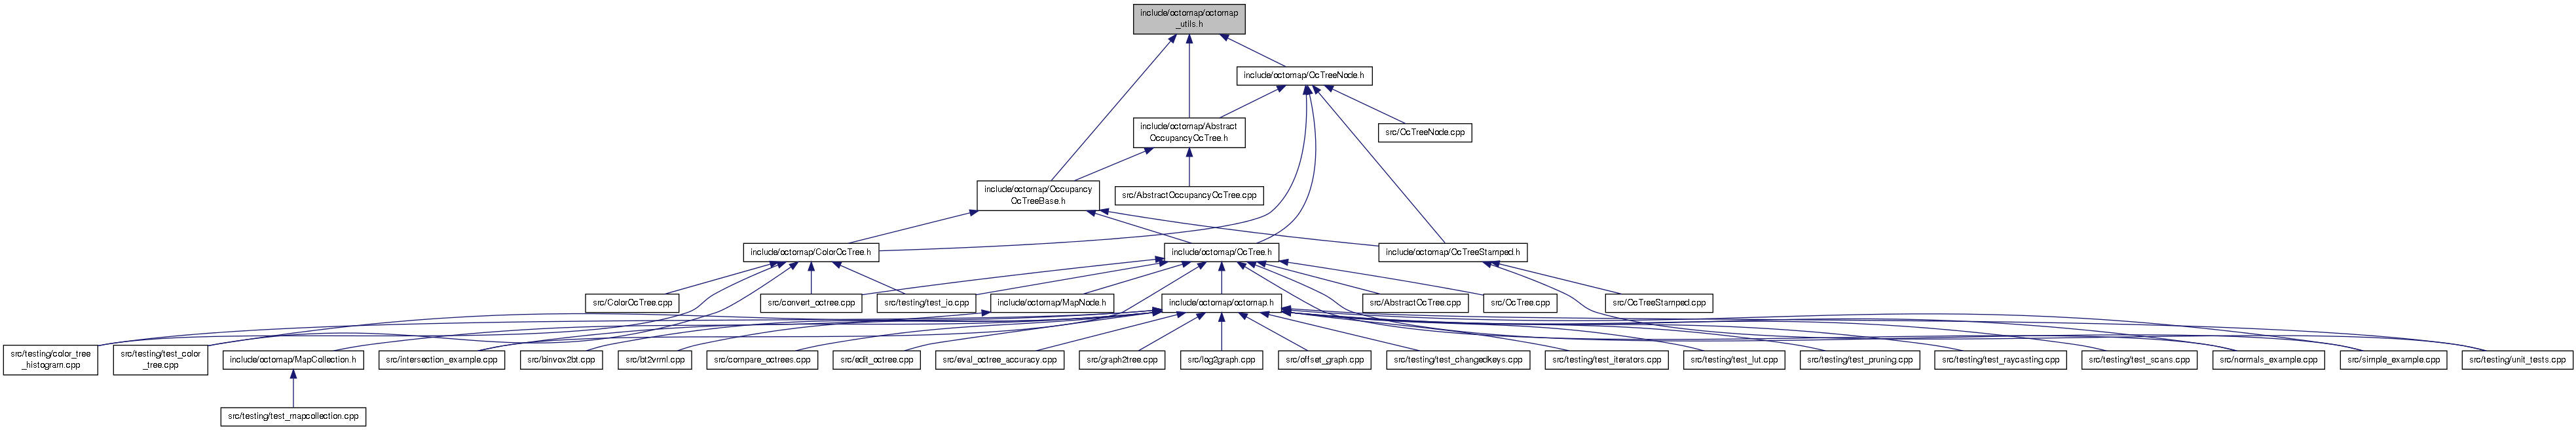 include/octomap/octomap
_utils.h
include/octomap/OcTreeNode.h
include/octomap/Abstract
OccupancyOcTree.h
src/OcTreeNode.cpp
include/octomap/Occupancy
OcTreeBase.h
src/AbstractOccupancyOcTree.cpp
include/octomap/ColorOcTree.h
include/octomap/OcTree.h
include/octomap/OcTreeStamped.h
src/ColorOcTree.cpp
src/convert_octree.cpp
src/testing/test_io.cpp
include/octomap/MapNode.h
include/octomap/octomap.h
src/AbstractOcTree.cpp
src/OcTree.cpp
src/OcTreeStamped.cpp
src/testing/color_tree
_histogram.cpp
src/testing/test_color
_tree.cpp
include/octomap/MapCollection.h
src/intersection_example.cpp
src/binvox2bt.cpp
src/bt2vrml.cpp
src/compare_octrees.cpp
src/edit_octree.cpp
src/eval_octree_accuracy.cpp
src/graph2tree.cpp
src/log2graph.cpp
src/offset_graph.cpp
src/testing/test_changedkeys.cpp
src/testing/test_iterators.cpp
src/testing/test_lut.cpp
src/testing/test_pruning.cpp
src/testing/test_raycasting.cpp
src/testing/test_scans.cpp
src/normals_example.cpp
src/simple_example.cpp
src/testing/unit_tests.cpp
src/testing/test_mapcollection.cpp